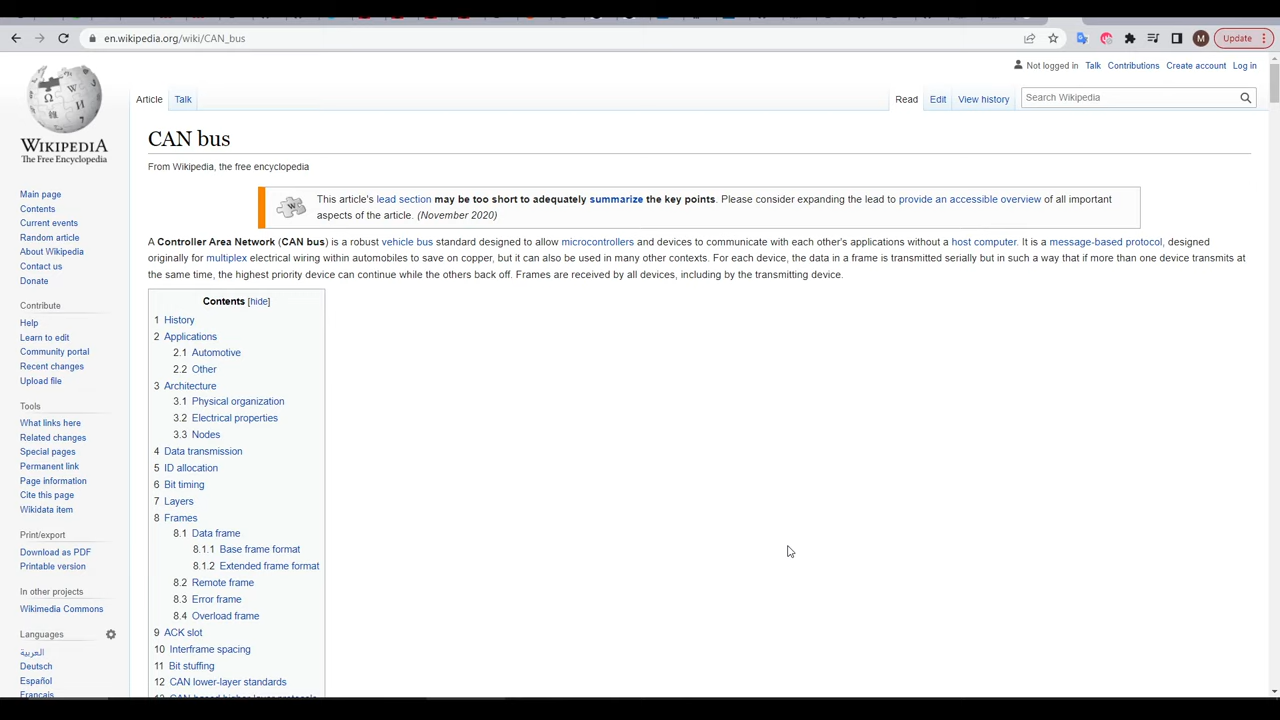 en.wikipedia.org/wiki/CAN_bus
M
Update
Not logged in Talk Contributions Create account Log in
Article Talk
Read Edit View history Search Wikipedia
WIKIPEDIA
The Free Encyclopedia
Main page
Contents
Current events
Random article
About Wikipedia
Contact us
Donate
Contribute
Help
Learn to edit
Community portal
Recent changes
Upload file
Tools
What links here
Related changes
Special pages
Permanent link
Page information
Cite this page
Wikidata item
Print/export
Download as PDF
Printable version
In other projects
Wikimedia Commons
Languages
العربية
Deutsch
Español
Français
CAN bus
From Wikipedia, the free encyclopedia
This article's lead section may be too short to adequately summarize the key points. Please consider expanding the lead to provide an accessible overview of all important
aspects of the article. (November 2020)
A Controller Area Network (CAN bus) is a robust vehicle bus standard designed to allow microcontrollers and devices to communicate with each other's applications without a host computer. It is a message-based protocol, designed
originally for multiplex electrical wiring within automobiles to save on copper, but it can also be used in many other contexts. For each device, the data in a frame is transmitted serially but in such a way that if more than one device transmits at
the same time, the highest priority device can continue while the others back off. Frames are received by all devices, including by the transmitting device.
Contents [hide]
1 History
2 Applications
2.1 Automotive
2.2 Other
3 Architecture
3.1 Physical organization
3.2 Electrical properties
3.3 Nodes
4 Data transmission
5 ID allocation
6 Bit timing
7 Layers
8 Frames
8.1 Data frame
8.1.1 Base frame format
8.1.2 Extended frame format
8.2 Remote frame
8.3 Error frame
8.4 Overload frame
9 ACK slot
10 Interframe spacing
11 Bit stuffing
12 CAN lower-layer standards
13 CAN-based higher-layer protocols